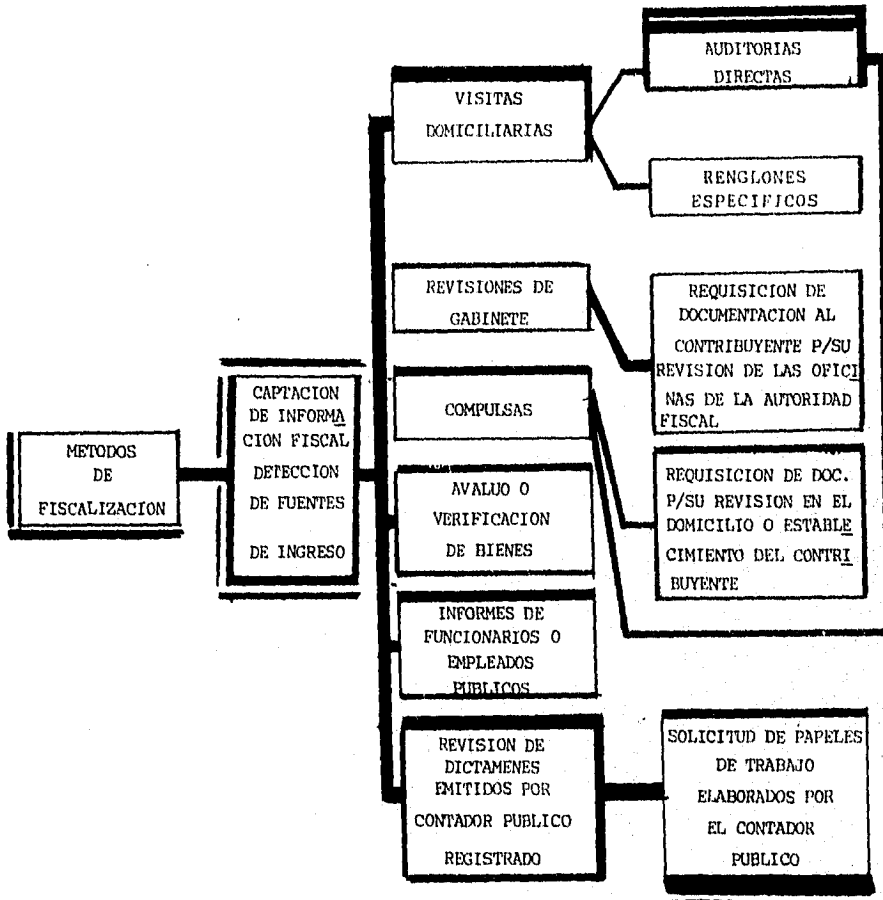 METODOS
DE
FISCALIZACION
CAPTACION
DE INFORMA
CION FISCAL
DETECCION
DE FUENTES
DE INGRESO
VISITAS
DOMICILIARIAS
AUDITORIAS
DIRECTAS
RENGLONES
ESPECIFICOS
REVISIONES DE
GABINETE
REQUISICION DE
DOCUMENTACION AL
CONTRIBUYENTE P/SU
REVISION DE LAS OFICI
NAS DE LA AUTORIDAD
FISCAL
COMPULSAS
REQUISICION DE DOC.
P/SU REVISION EN EL
DOMICILIO O ESTABLE
CIMIENTO DEL CONTRI
BUYENTE
AVALUO O
VERIFICACION
DE BIENES
INFORMES DE
FUNCIONARIOS O
EMPLEADOS
PUBLICOS
REVISION DE
DICTAMENES
EMITIDOS POR
CONTADOR PUBLICO
REGISTRADO
SOLICITUD DE PAPELES
DE TRABAJO
ELABORADOS POR
EL CONTADOR
PUBLICO